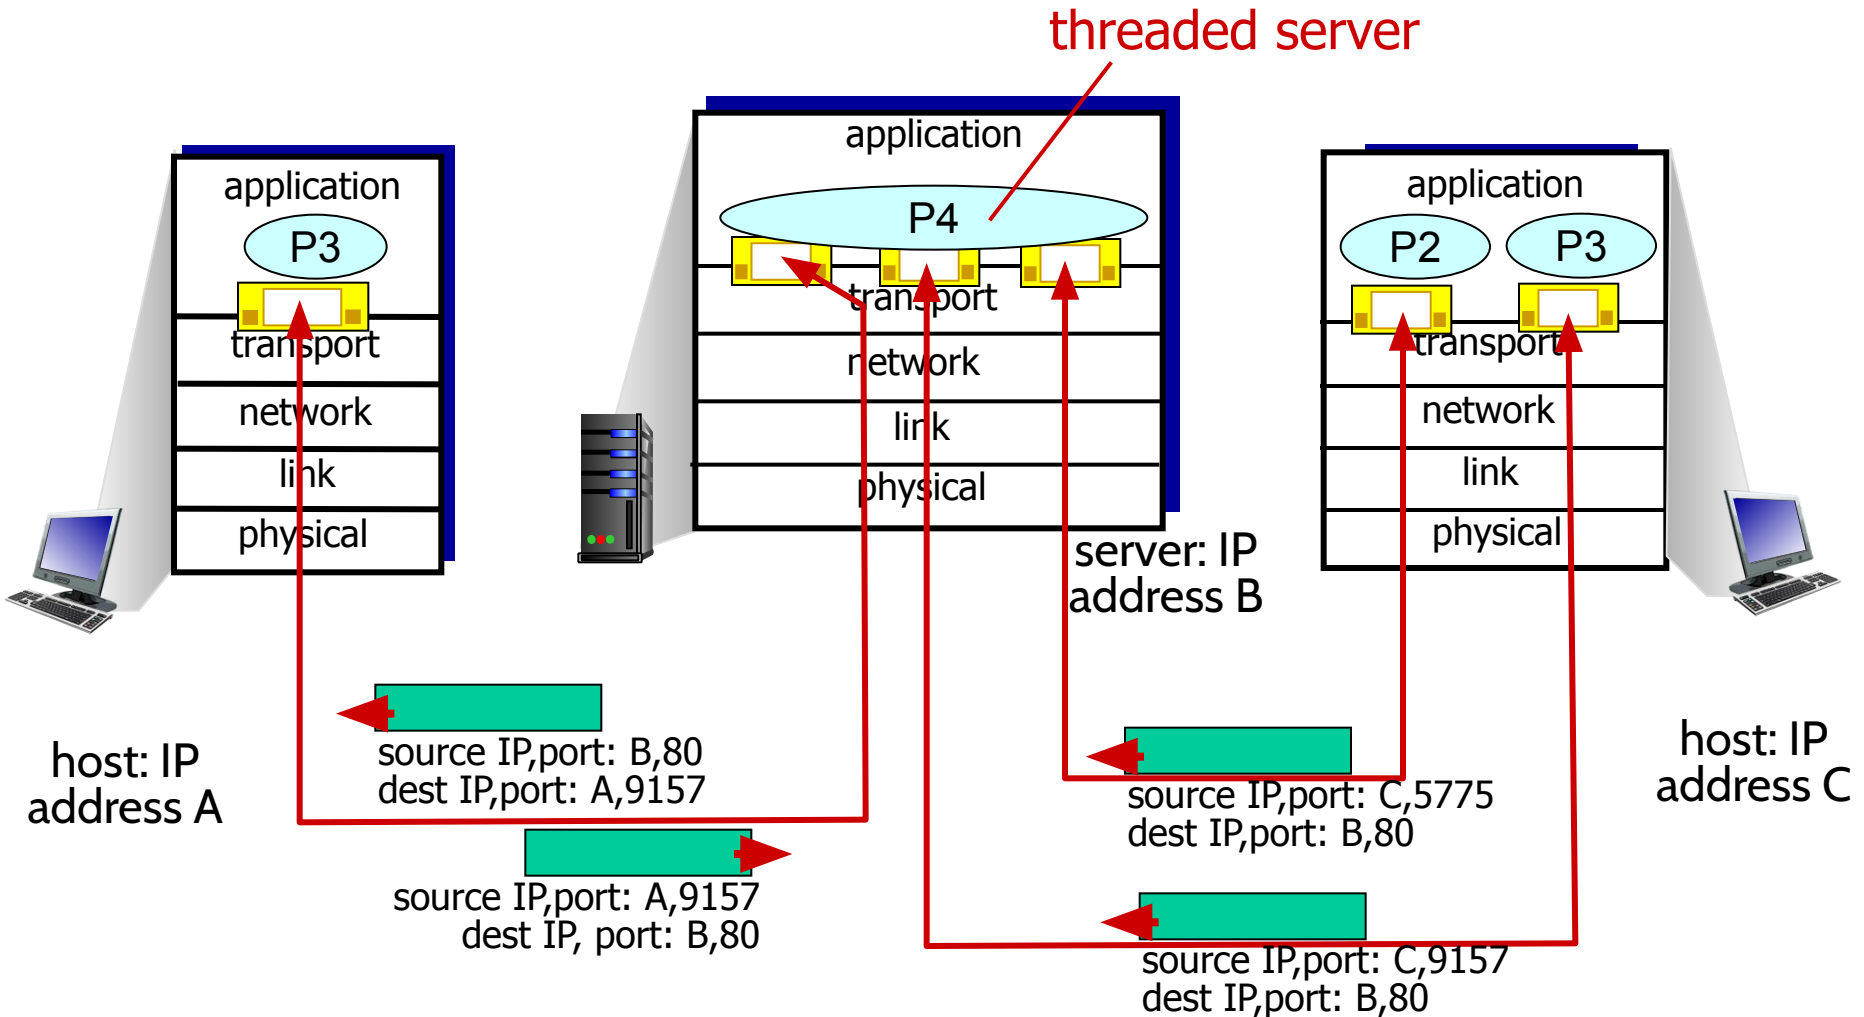 threaded server
application
P3
transport
network
link
physical
application
P4
transport
network
link
physical
application
P2
P3
transport
network
link
physical
server: IP
address B
host: IP
address A
source IP,port: B,80
dest IP,port: A,9157
source IP,port: A,9157
dest IP, port: B,80
source IP,port: C,5775
dest IP,port: B,80
source IP,port: C,9157
dest IP,port: B,80
host: IP
address C